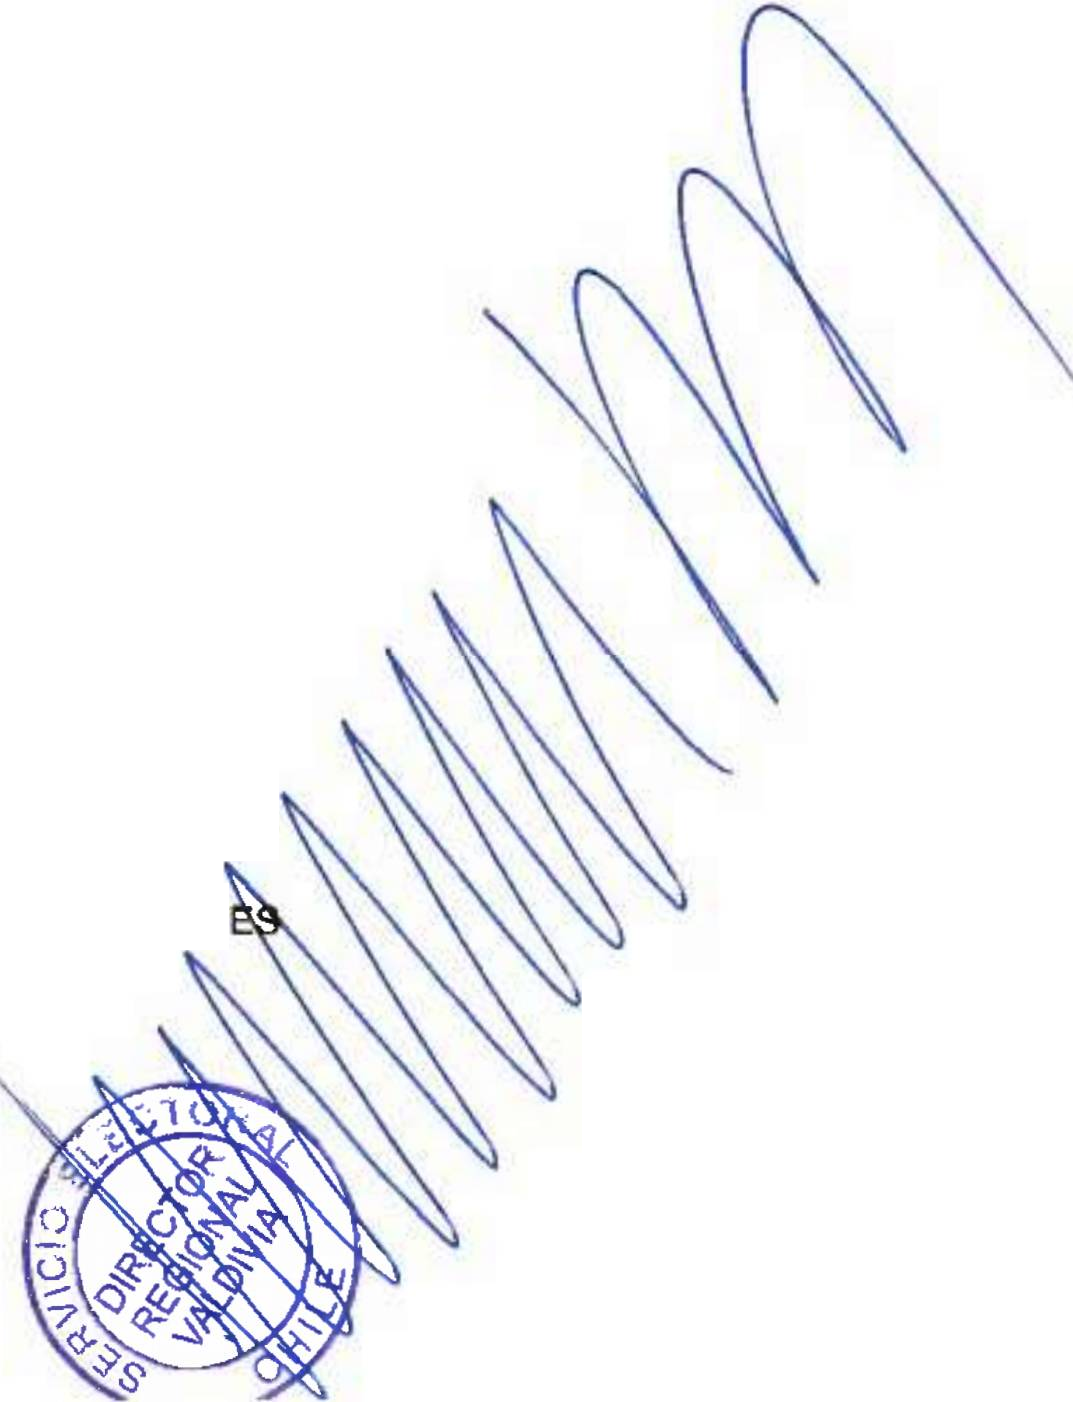 ES
SERVICIO ELECTORAL
CHILE
DIRECTOR
REGIONAL
VALDIVIA